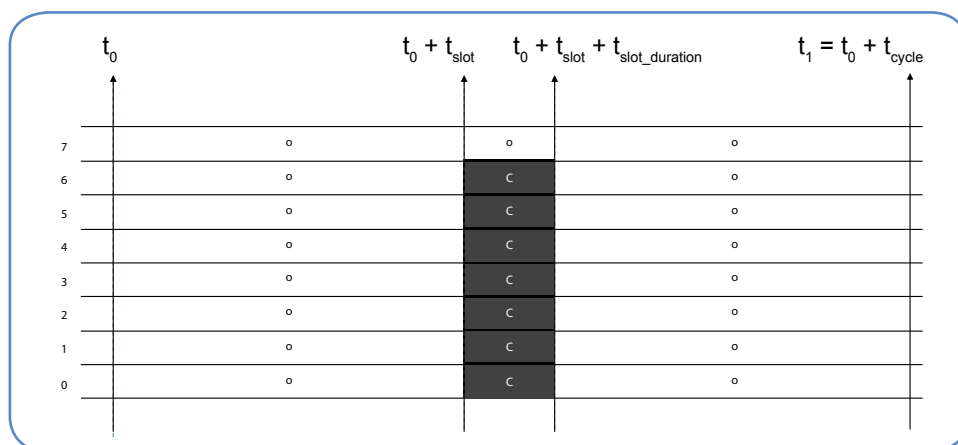 t0 t0 + tslot t0 + tslot + tslot_duration t1 = t0 + tcycle
7 o o o
6 o C o
5 o C o
4 o C o
3 o C o
2 o C o
1 o C o
0 o C o